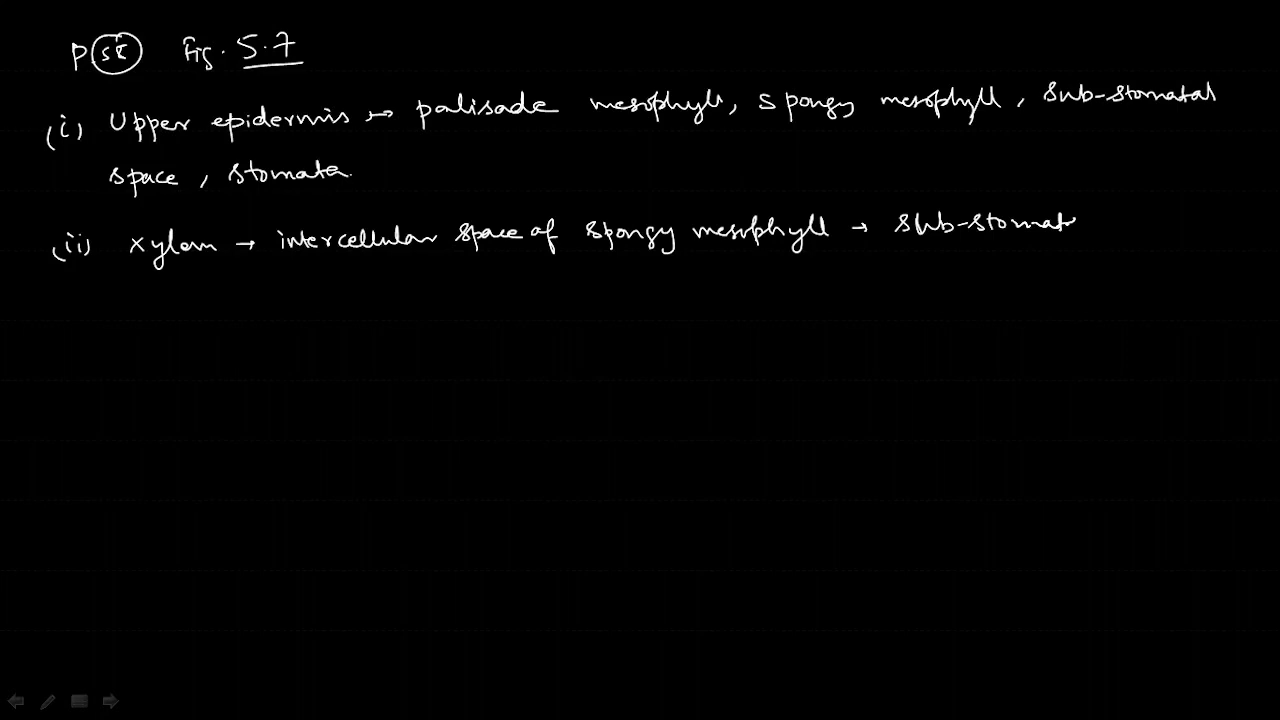 P Fig. 5.7
(i) Upper epidermis → palisade mesophyll, Spongy mesophyll, sub-stomatal
space, stomata.
(ii) xylem → intercellular space of spongy mesophyll → sub-stomat